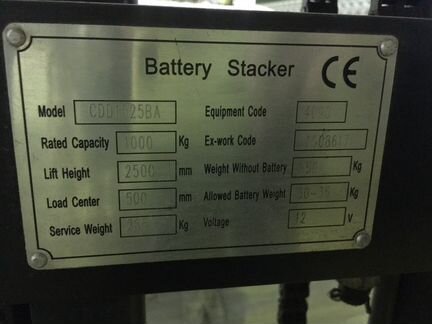 Battery Stacker CE
Model Equipment Code
Rated Capacity 1000 Kg Ex-work Code
Lift Height 2500 mm Weight Without Battery Kg
Load Center 500 mm Allowed Battery Weight Kg
Service Weight Kg Voltage 12 V